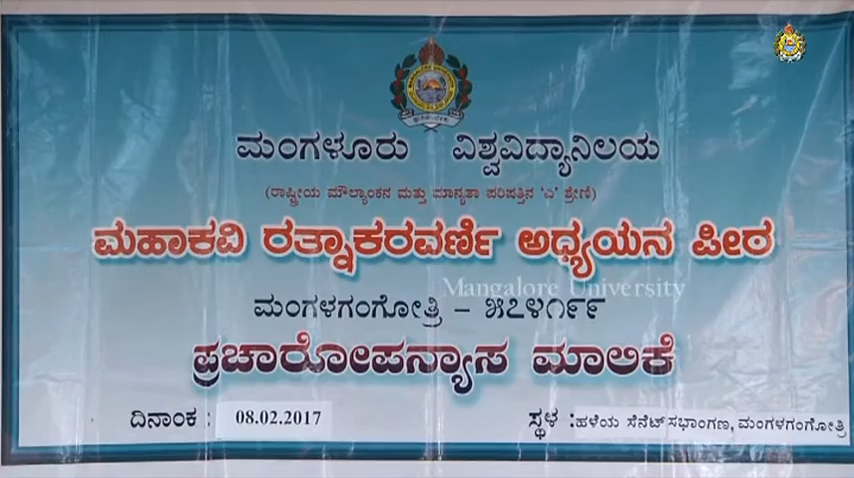 ಮಂಗಳೂರು ವಿಶ್ವವಿದ್ಯಾನಿಲಯ
(ರಾಷ್ಟ್ರೀಯ ಮೌಲ್ಯಾಂಕನ ಮತ್ತು ಮಾನ್ಯತಾ ಪರಿಷತ್ತಿನ 'ಎ' ಶ್ರೇಣಿ)
ಮಹಾಕವಿ ರತ್ನಾಕರವರ್ಣಿ ಅಧ್ಯಯನ ಪೀಠ
Mangalore University
ಮಂಗಳಗಂಗೋತ್ರಿ - ೫೭೪೧೯೯
ಪ್ರಚಾರೋಪನ್ಯಾಸ ಮಾಲಿಕೆ
ದಿನಾಂಕ : 08.02.2017 ಸ್ಥಳ : ಹಳೆಯ ಸೆನೆಟ್ ಸಭಾಂಗಣ, ಮಂಗಳಗಂಗೋತ್ರಿ